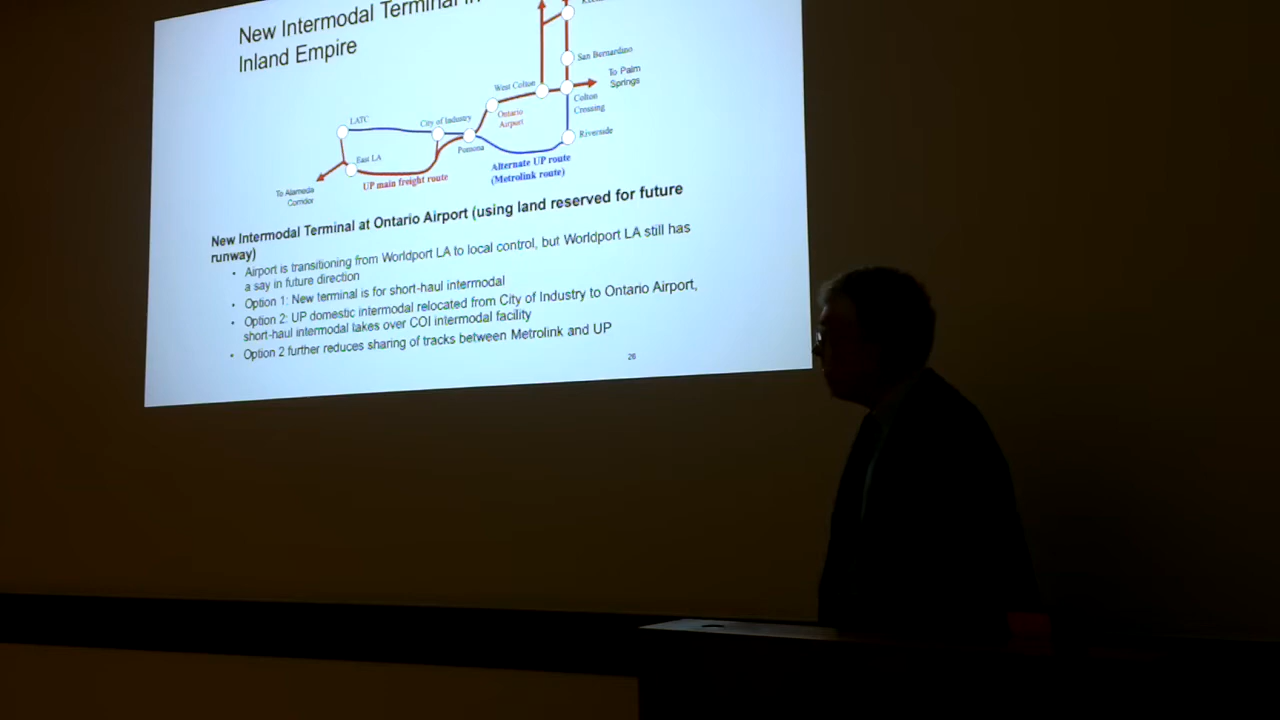 New Intermodal Terminal in
Inland Empire
San Bernardino
To Palm
Springs
West Colton
Colton
Crossing
Ontario
Airport
LATC
City of Industry
Riverside
Pomona
East LA
Alternate UP route
(Metrolink route)
UP main freight route
To Alameda
Corridor
New Intermodal Terminal at Ontario Airport (using land reserved for future
runway)
• Airport is transitioning from Worldport LA to local control, but Worldport LA still has
a say in future direction
• Option 1: New terminal is for short-haul intermodal
• Option 2: UP domestic intermodal relocated from City of Industry to Ontario Airport,
short-haul intermodal takes over COI intermodal facility
• Option 2 further reduces sharing of tracks between Metrolink and UP
26